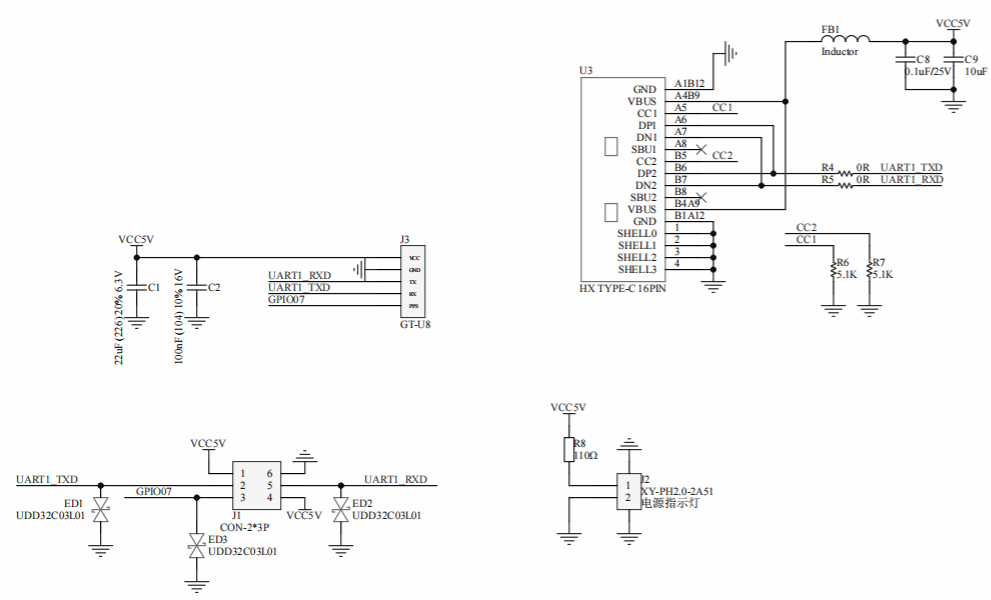 VCC5V
FB1
Inductor
C8
0.1uF/25V
C9
10uF
U3
GND
VBUS
CC1
DP1
DN1
SBU1
CC2
DP2
DN2
SBU2
VBUS
GND
SHELL0
SHELL1
SHELL2
SHELL3
A1B12
A4B9
A5
A6
A7
A8
B5
B6
B7
B8
B4A9
B1A12
1
2
3
4
CC1
CC2
HX TYPE-C 16PIN
R4 0R UART1_TXD
R5 0R UART1_RXD
CC2
CC1
R6
5.1K
R7
5.1K
VCC5V
C1
22uF (226) 20% 6.3V
C2
100nF (104) 10% 16V
J3
VCC
GND
TX
RX
PPS
UART1_RXD
UART1_TXD
GPIO07
GT-U8
VCC5V
UART1_TXD
GPIO07
1 6
2 5
3 4
UART1_RXD
VCC5V
J1
CON-2*3P
ED1
UDD32C03L01
ED2
UDD32C03L01
ED3
UDD32C03L01
VCC5V
R8
110Ω
1
2
J2
XY-PH2.0-2A51
电源指示灯